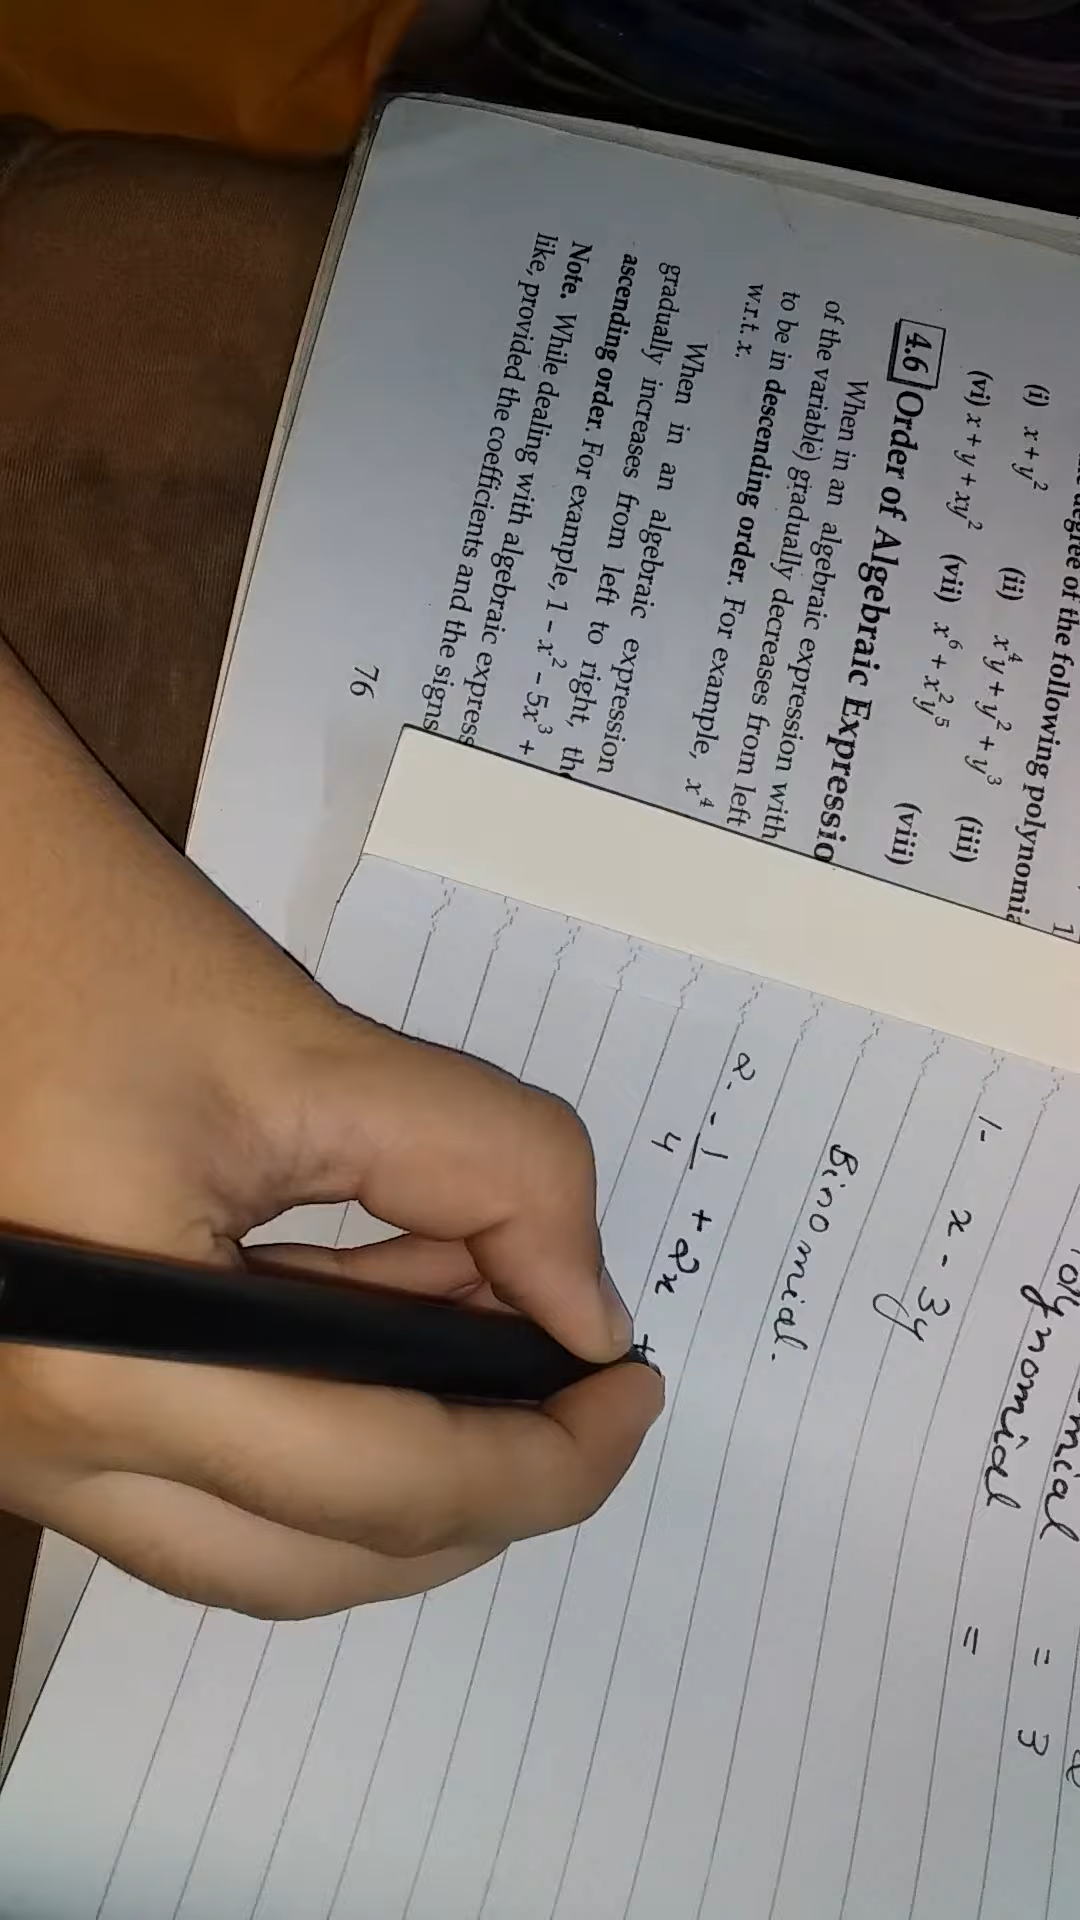 degree of the following polynomi
(i) x + y² (ii) x⁴y + y² + y³ (iii)
(vi) x + y + xy² (vii) x⁶ + x²y⁵ (viii)
4.6 Order of Algebraic Expressio
When in an algebraic expression with
of the variable) gradually decreases from left
to be in descending order. For example, x⁴
w.r.t. x.
When in an algebraic expression
gradually increases from left to right, th
ascending order. For example, 1 – x² – 5x³ +
Note. While dealing with algebraic express
like, provided the coefficients and the signs
76
= 3
Polynomial =
1- x - 3y
Binomial.
2. - 1/4 + 2x +